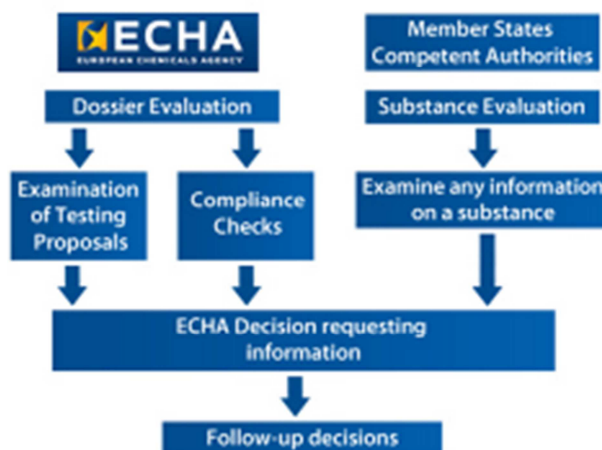 ECHA
EUROPEAN CHEMICALS AGENCY
Member States
Competent Authorities
Dossier Evaluation
Substance Evaluation
Examination
of Testing
Proposals
Compliance
Checks
Examine any information
on a substance
ECHA Decision requesting
information
Follow-up decisions